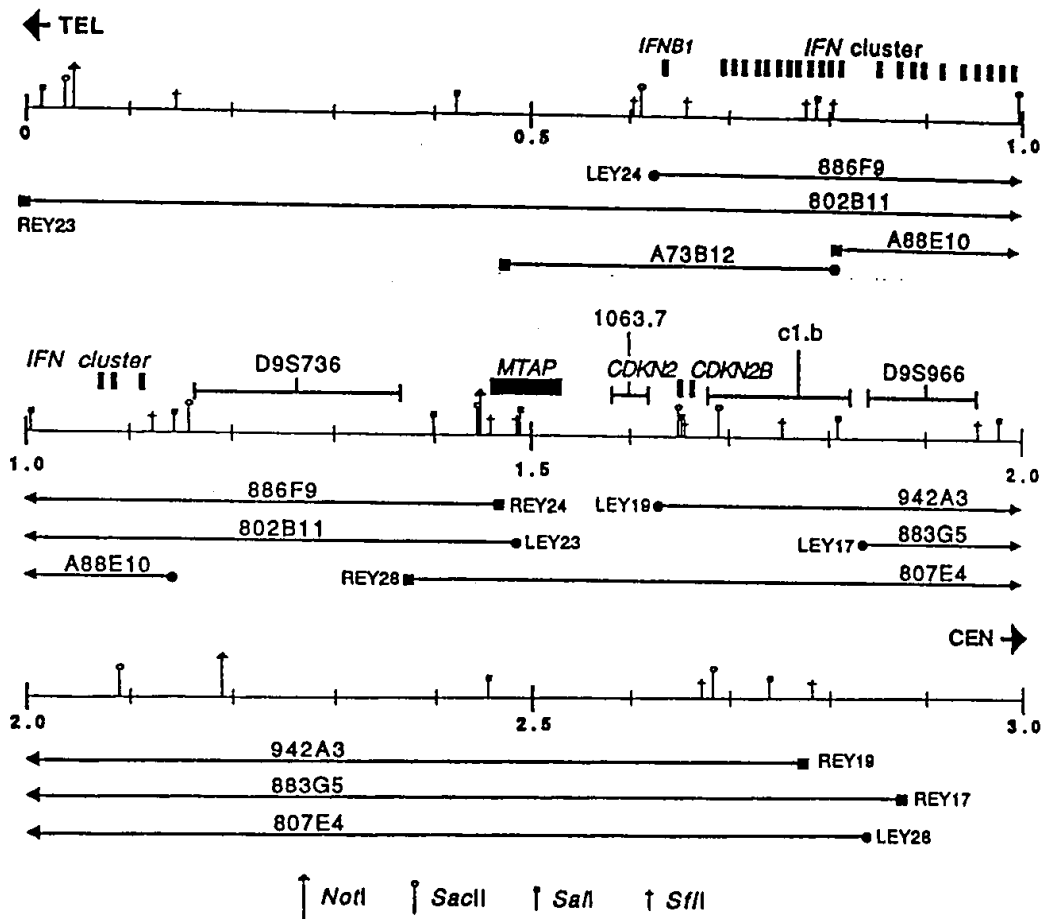 TEL
IFNB1 IFN cluster
0 0.5 1.0
LEY24 886F9
802B11
REY23
A88E10
A73B12
1063.7 c1.b
IFN cluster D9S736 MTAP CDKN2 CDKN2B D9S966
1.0 1.5 2.0
886F9 REY24 LEY19 942A3
802B11 LEY23 LEY17 883G5
A88E10 REY28 807E4
CEN
2.0 2.5 3.0
942A3 REY19
883G5 REY17
807E4 LEY28
NotI SacII SalI SfiI